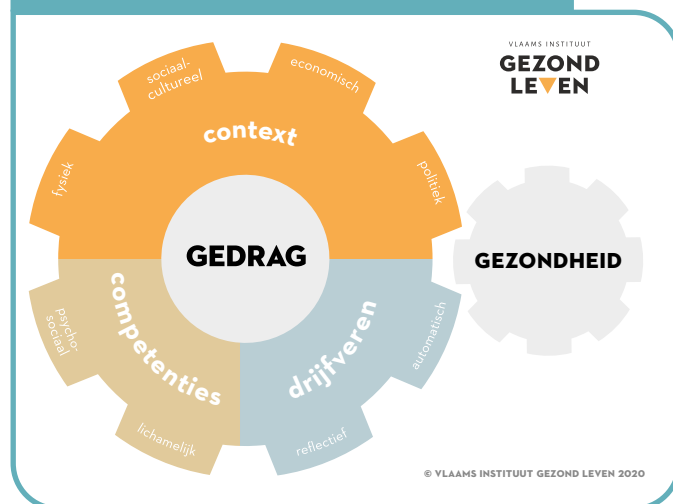 VLAAMS INSTITUUT
GEZOND
LEVEN
sociaal-
cultureel
economisch
fysiek
context
politiek
GEDRAG
GEZONDHEID
competenties
drijfveren
psycho-
sociaal
automatisch
lichamelijk
reflectief
© VLAAMS INSTITUUT GEZOND LEVEN 2020